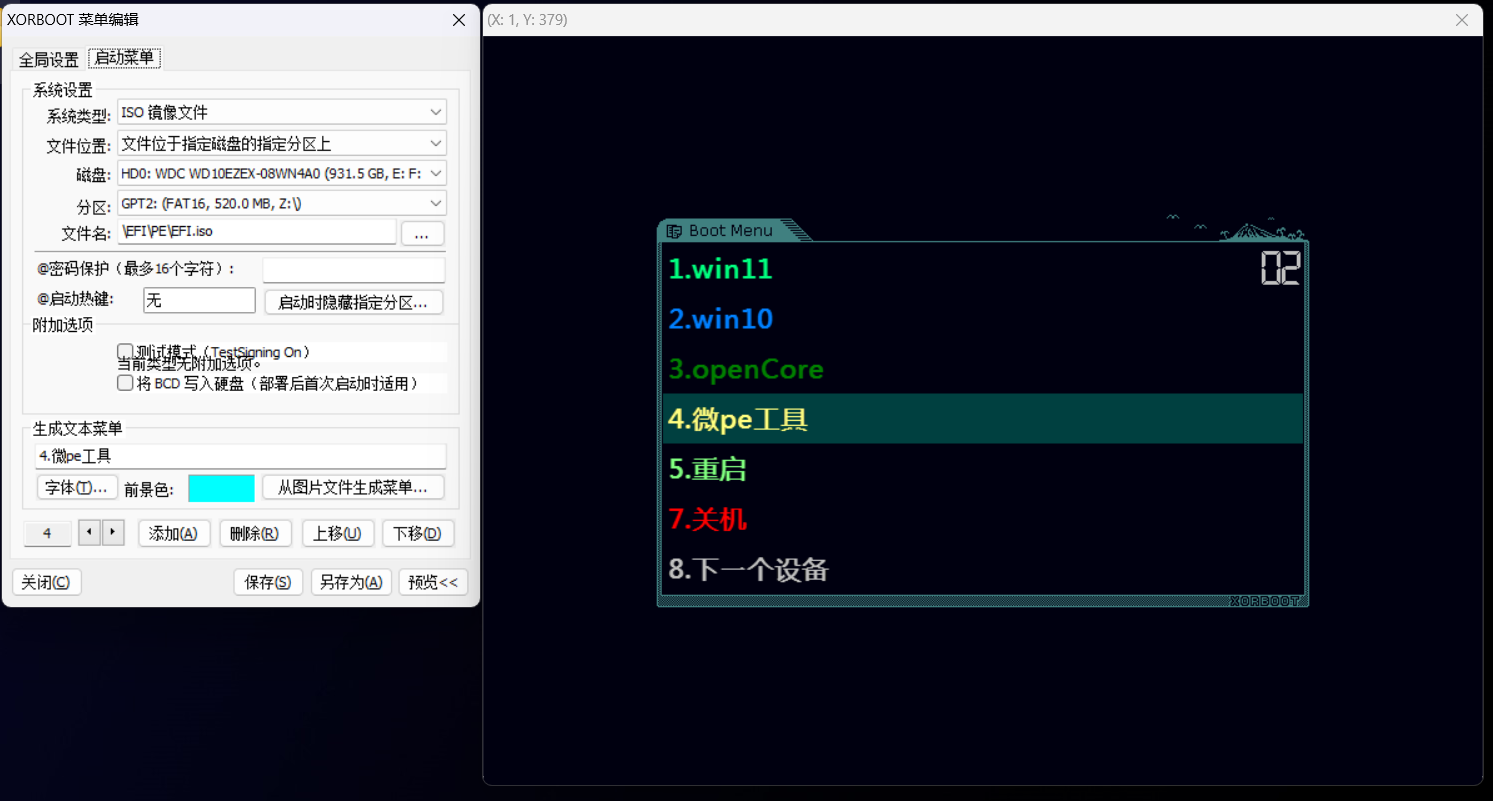 XORBOOT 菜单编辑
全局设置 启动菜单
系统设置
系统类型: ISO 镜像文件
文件位置: 文件位于指定磁盘的指定分区上
磁盘: HD0: WDC WD10EZEX-08WN4A0 (931.5 GB, E: F:
分区: GPT2: (FAT16, 520.0 MB, Z:\)
文件名: \EFI\PE\EFI.iso ...
@密码保护（最多16个字符）:
@启动热键: 无 启动时隐藏指定分区...
附加选项
测试模式（TestSigning On）
当前类型无附加选项。
将 BCD 写入硬盘（部署后首次启动时适用）
生成文本菜单
4.微pe工具
字体(T)... 前景色: 从图片文件生成菜单...
4 添加(A) 删除(R) 上移(U) 下移(D)
关闭(C) 保存(S) 另存为(A) 预览<<
(X: 1, Y: 379)
Boot Menu
02
1.win11
2.win10
3.openCore
4.微pe工具
5.重启
7.关机
8.下一个设备
XORBOOT